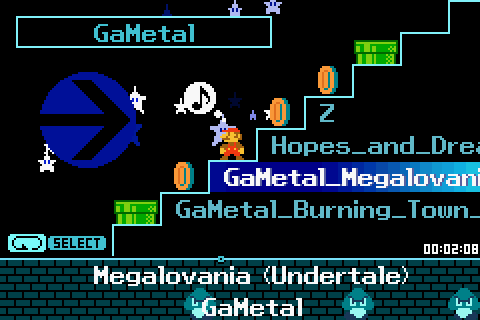 GaMetal
Z
Hopes_and_Drea
GaMetal_Megalovani
GaMetal_Burning_Town_
SELECT
00:02:08
Megalovania (Undertale)
GaMetal